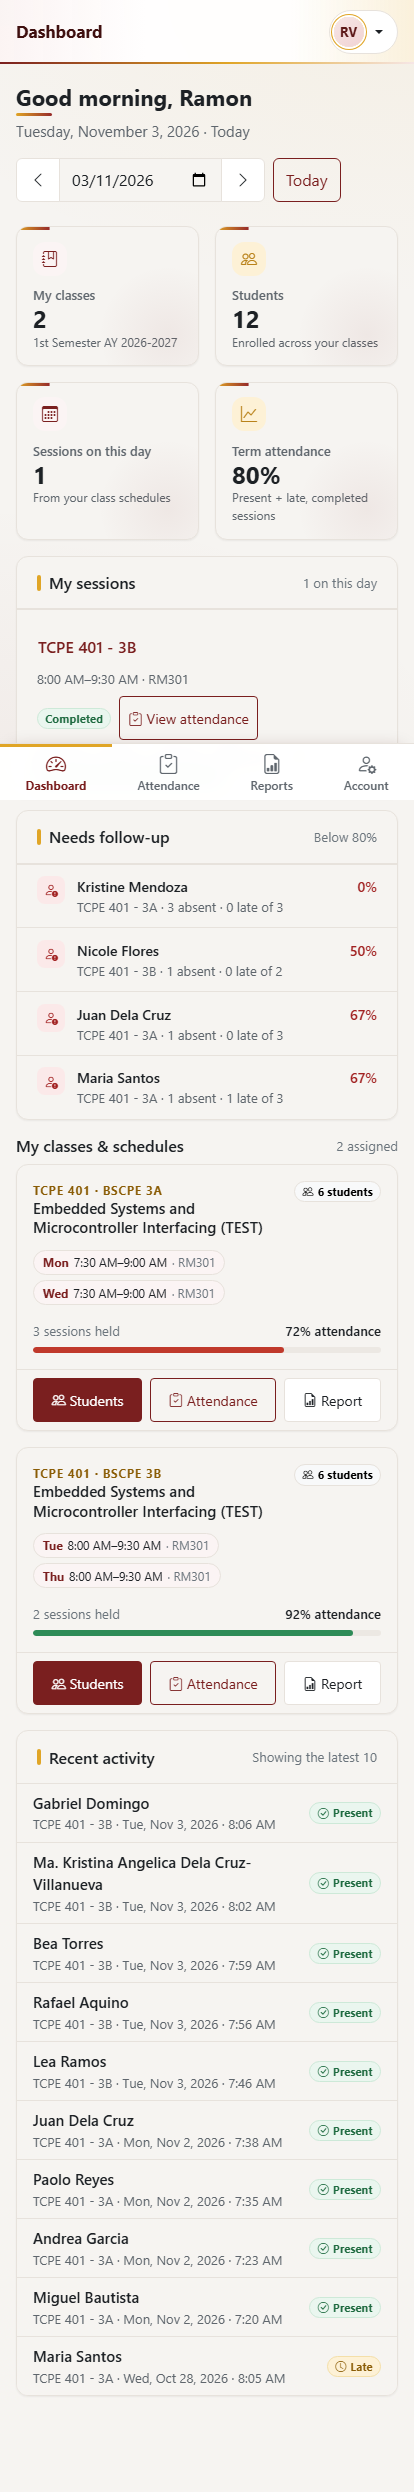 Dashboard
RV
Good morning, Ramon
Tuesday, November 3, 2026 · Today
03/11/2026
Today
My classes
2
1st Semester AY 2026-2027
Students
12
Enrolled across your classes
Sessions on this day
1
From your class schedules
Term attendance
80%
Present + late, completed
sessions
My sessions
1 on this day
TCPE 401 - 3B
8:00 AM–9:30 AM · RM301
Completed
View attendance
Dashboard
Attendance
Reports
Account
Needs follow-up
Below 80%
Kristine Mendoza
0%
TCPE 401 - 3A · 3 absent · 0 late of 3
Nicole Flores
50%
TCPE 401 - 3B · 1 absent · 0 late of 2
Juan Dela Cruz
67%
TCPE 401 - 3A · 1 absent · 0 late of 3
Maria Santos
67%
TCPE 401 - 3A · 1 absent · 1 late of 3
My classes & schedules
2 assigned
TCPE 401 · BSCPE 3A
6 students
Embedded Systems and
Microcontroller Interfacing (TEST)
Mon 7:30 AM–9:00 AM · RM301
Wed 7:30 AM–9:00 AM · RM301
3 sessions held
72% attendance
Students
Attendance
Report
TCPE 401 · BSCPE 3B
6 students
Embedded Systems and
Microcontroller Interfacing (TEST)
Tue 8:00 AM–9:30 AM · RM301
Thu 8:00 AM–9:30 AM · RM301
2 sessions held
92% attendance
Students
Attendance
Report
Recent activity
Showing the latest 10
Gabriel Domingo
TCPE 401 - 3B · Tue, Nov 3, 2026 · 8:06 AM
Present
Ma. Kristina Angelica Dela Cruz-
Villanueva
TCPE 401 - 3B · Tue, Nov 3, 2026 · 8:02 AM
Present
Bea Torres
TCPE 401 - 3B · Tue, Nov 3, 2026 · 7:59 AM
Present
Rafael Aquino
TCPE 401 - 3B · Tue, Nov 3, 2026 · 7:56 AM
Present
Lea Ramos
TCPE 401 - 3B · Tue, Nov 3, 2026 · 7:46 AM
Present
Juan Dela Cruz
TCPE 401 - 3A · Mon, Nov 2, 2026 · 7:38 AM
Present
Paolo Reyes
TCPE 401 - 3A · Mon, Nov 2, 2026 · 7:35 AM
Present
Andrea Garcia
TCPE 401 - 3A · Mon, Nov 2, 2026 · 7:23 AM
Present
Miguel Bautista
TCPE 401 - 3A · Mon, Nov 2, 2026 · 7:20 AM
Present
Maria Santos
TCPE 401 - 3A · Wed, Oct 28, 2026 · 8:05 AM
Late